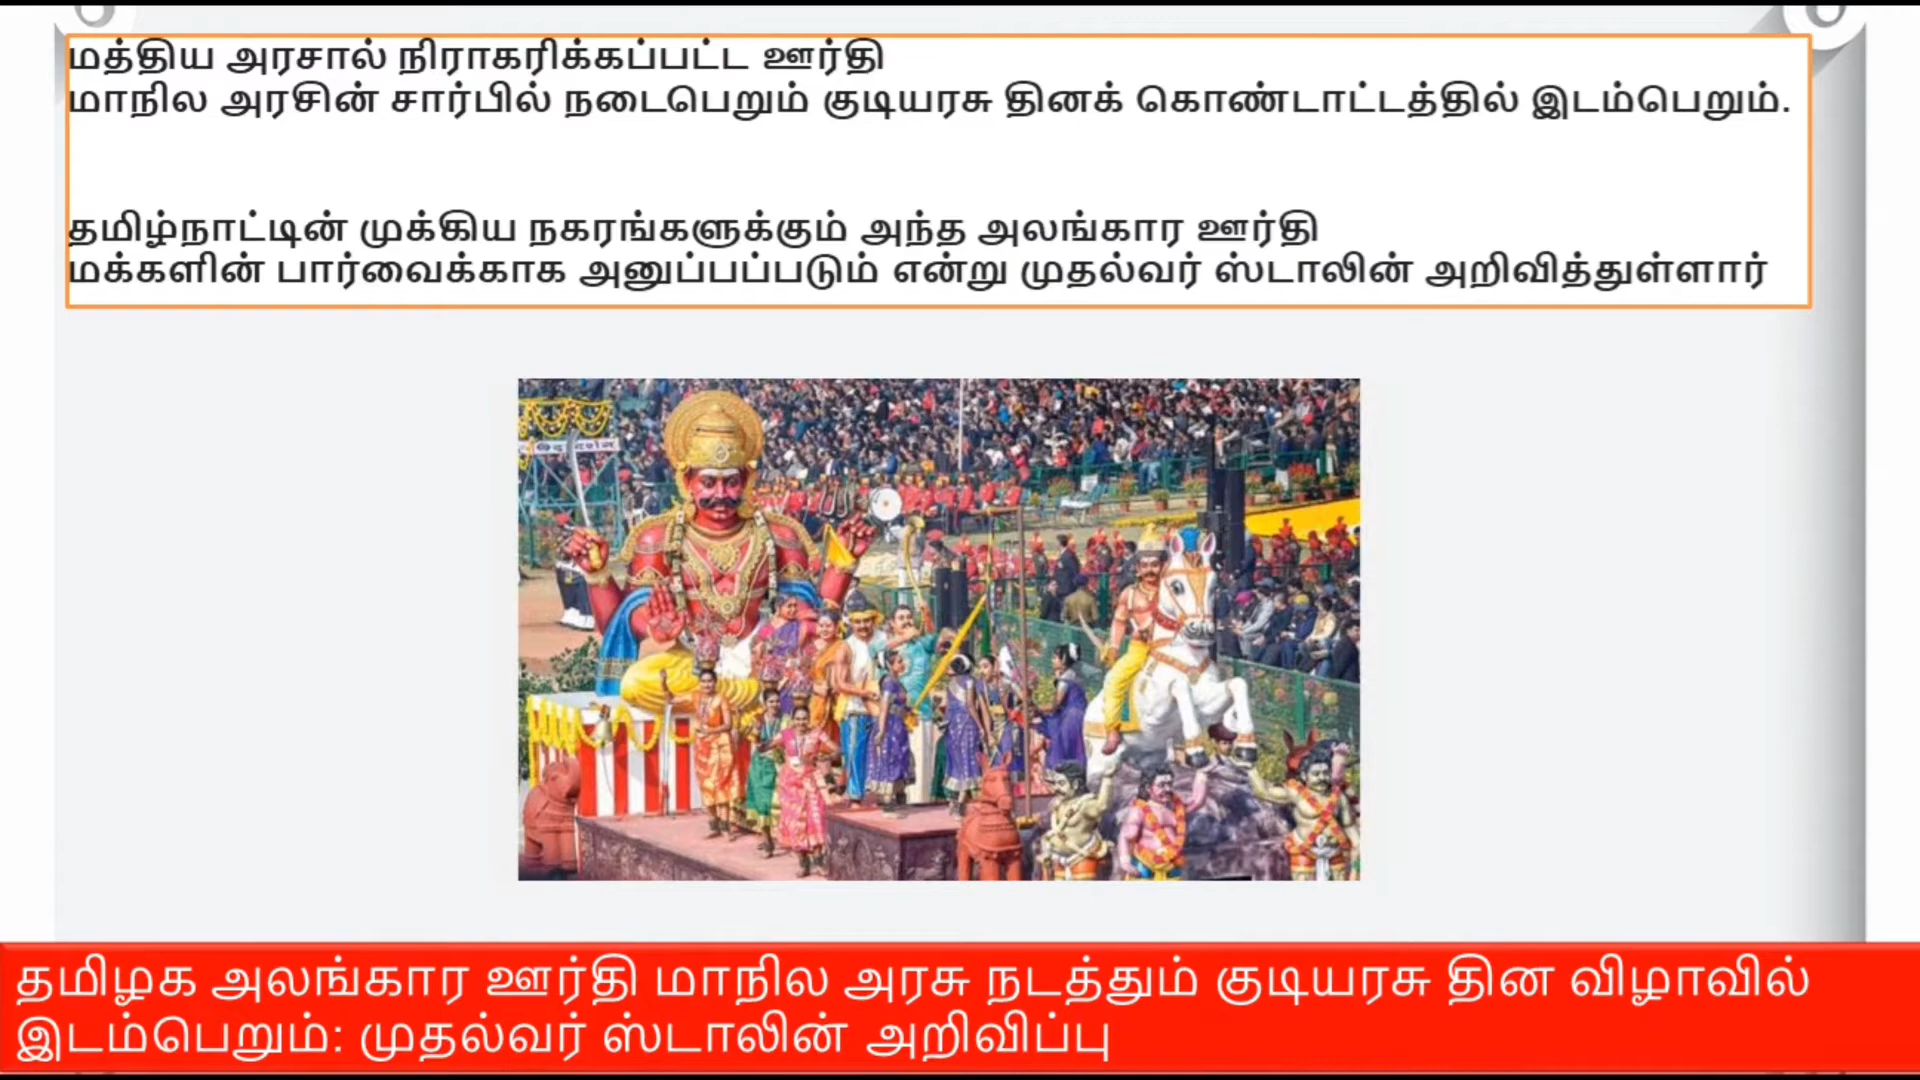 மத்திய அரசால் நிராகரிக்கப்பட்ட ஊர்தி
மாநில அரசின் சார்பில் நடைபெறும் குடியரசு தினக் கொண்டாட்டத்தில் இடம்பெறும்.
தமிழ்நாட்டின் முக்கிய நகரங்களுக்கும் அந்த அலங்கார ஊர்தி
மக்களின் பார்வைக்காக அனுப்பப்படும் என்று முதல்வர் ஸ்டாலின் அறிவித்துள்ளார்
தமிழக அலங்கார ஊர்தி மாநில அரசு நடத்தும் குடியரசு தின விழாவில்
இடம்பெறும்: முதல்வர் ஸ்டாலின் அறிவிப்பு